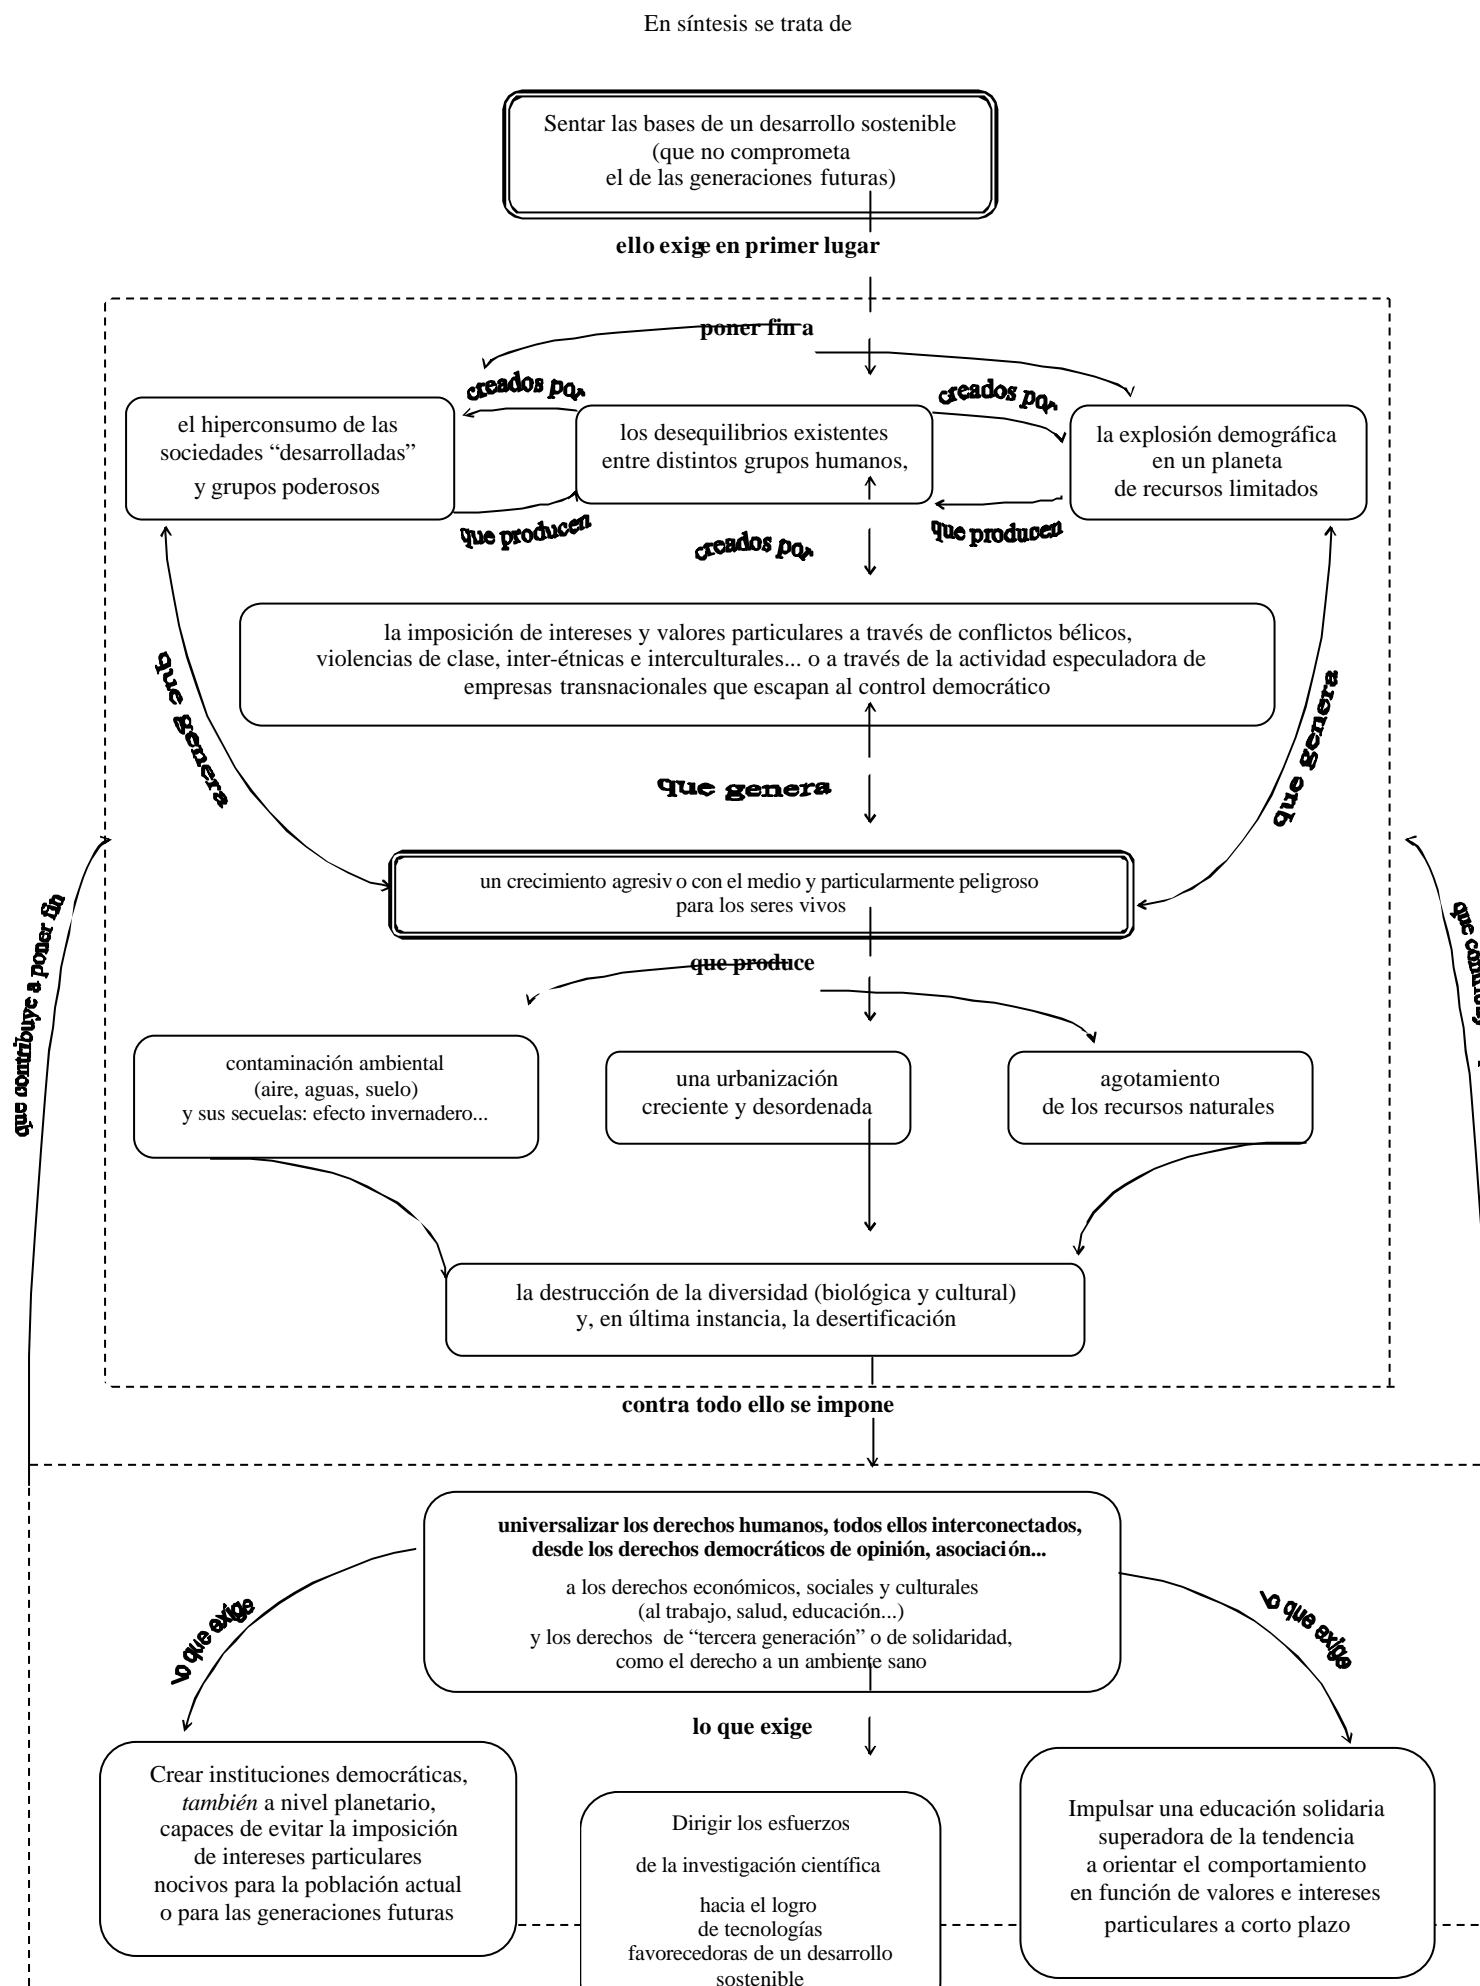 En síntesis se trata de
Sentar las bases de un desarrollo sostenible
(que no comprometa
el de las generaciones futuras)
ello exige en primer lugar
poner fin a
creados por
creados por
el hiperconsumo de las
sociedades “desarrolladas”
y grupos poderosos
los desequilibrios existentes
entre distintos grupos humanos,
la explosión demográfica
en un planeta
de recursos limitados
que producen
creados por
que producen
la imposición de intereses y valores particulares a través de conflictos bélicos,
violencias de clase, inter-étnicas e interculturales... o a través de la actividad especuladora de
empresas transnacionales que escapan al control democrático
que genera
que genera
que genera
un crecimiento agresivo con el medio y particularmente peligroso
para los seres vivos
que contribuye a poner fin
que
que produce
contaminación ambiental
(aire, aguas, suelo)
y sus secuelas: efecto invernadero...
una urbanización
creciente y desordenada
agotamiento
de los recursos naturales
la destrucción de la diversidad (biológica y cultural)
y, en última instancia, la desertificación
contra todo ello se impone
universalizar los derechos humanos, todos ellos interconectados,
desde los derechos democráticos de opinión, asociación...
a los derechos económicos, sociales y culturales
(al trabajo, salud, educación...)
y los derechos de “tercera generación” o de solidaridad,
como el derecho a un ambiente sano
lo que exige
lo que exige
lo que exige
Crear instituciones democráticas,
también a nivel planetario,
capaces de evitar la imposición
de intereses particulares
nocivos para la población actual
o para las generaciones futuras
Dirigir los esfuerzos
de la investigación científica
hacia el logro
de tecnologías
favorecedoras de un desarrollo
sostenible
Impulsar una educación solidaria
superadora de la tendencia
a orientar el comportamiento
en función de valores e intereses
particulares a corto plazo